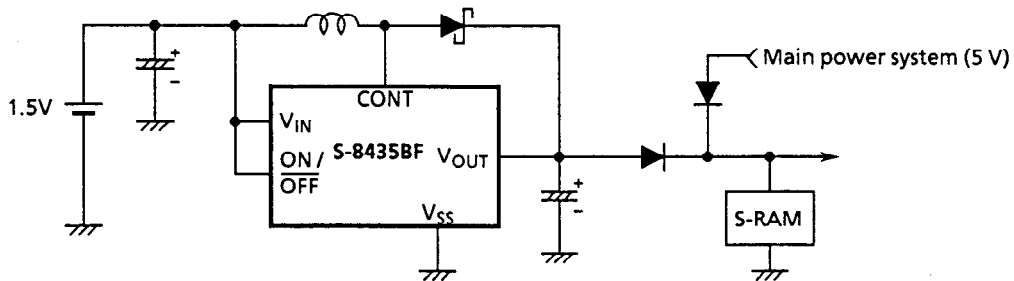 Main power system (5 V)
1.5V
+
-
CONT
VIN
S-8435BF
ON /
OFF
VOUT
VSS
+
-
S-RAM